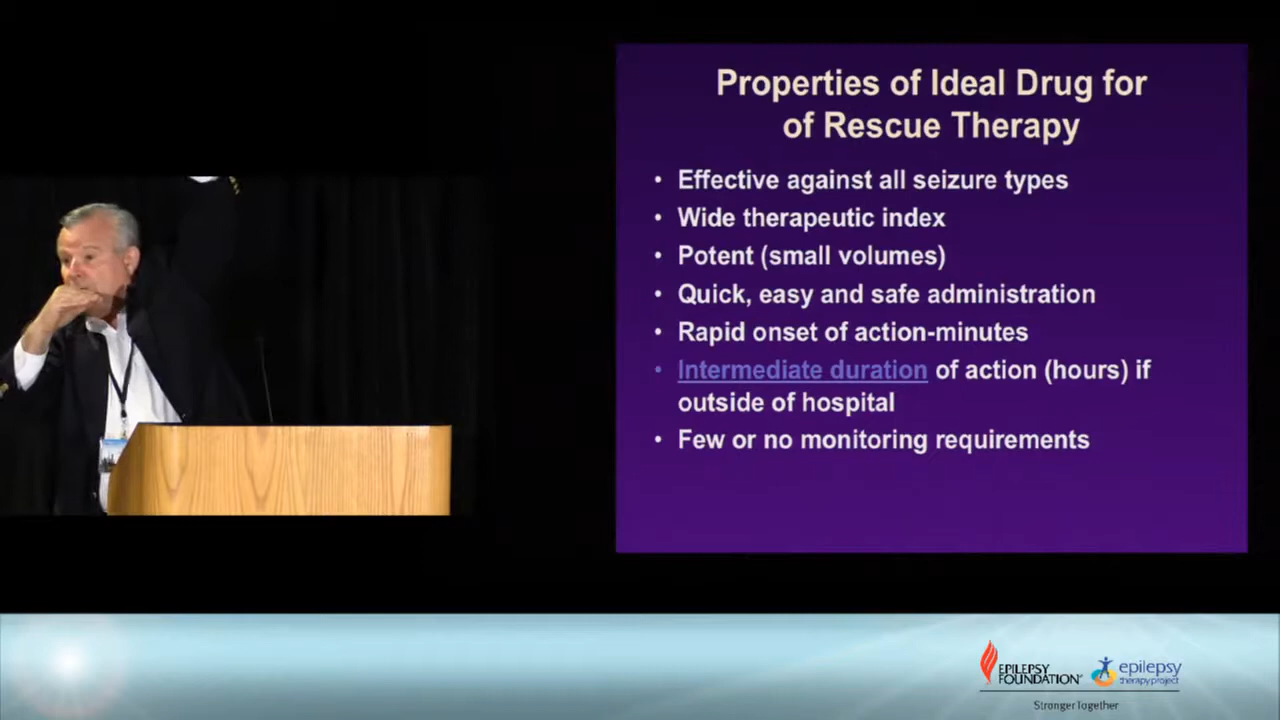 Properties of Ideal Drug for
of Rescue Therapy
• Effective against all seizure types
• Wide therapeutic index
• Potent (small volumes)
• Quick, easy and safe administration
• Rapid onset of action-minutes
• Intermediate duration of action (hours) if
outside of hospital
• Few or no monitoring requirements
EPILEPSY
FOUNDATION
epilepsy
therapy project
Stronger Together